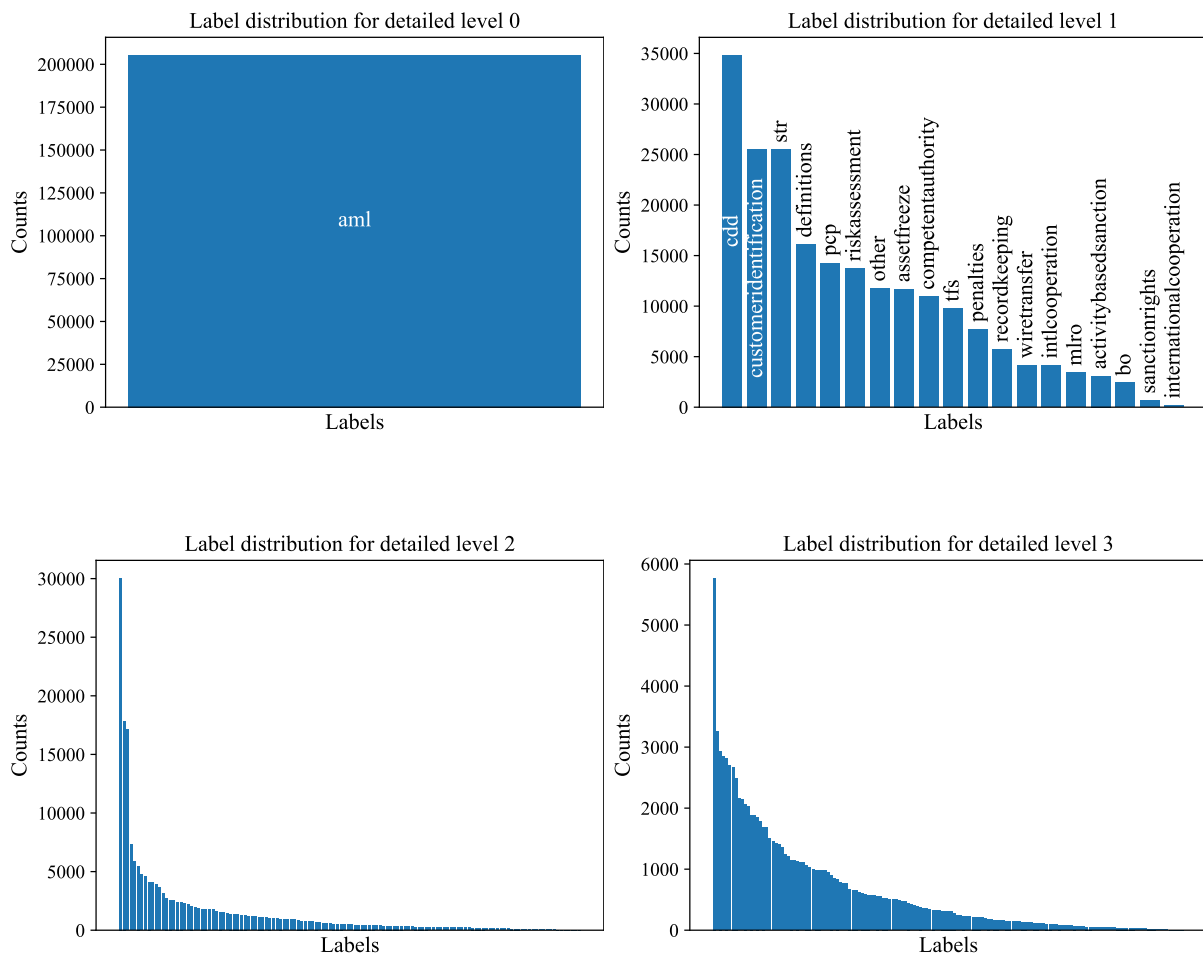 Label distribution for detailed level 0
Counts
200000
175000
150000
125000
100000
75000
50000
25000
0
aml
Labels
Label distribution for detailed level 1
Counts
35000
30000
25000
20000
15000
10000
5000
0
cdd
customeridentification
str
definitions
pcp
riskassessment
other
assetfreeze
competentauthority
tfs
penalties
recordkeeping
wiretransfer
intlcooperation
mlro
activitybasedsanction
bo
sanctionrights
internationalcooperation
Labels
Label distribution for detailed level 2
Counts
30000
25000
20000
15000
10000
5000
0
Labels
Label distribution for detailed level 3
Counts
6000
5000
4000
3000
2000
1000
0
Labels